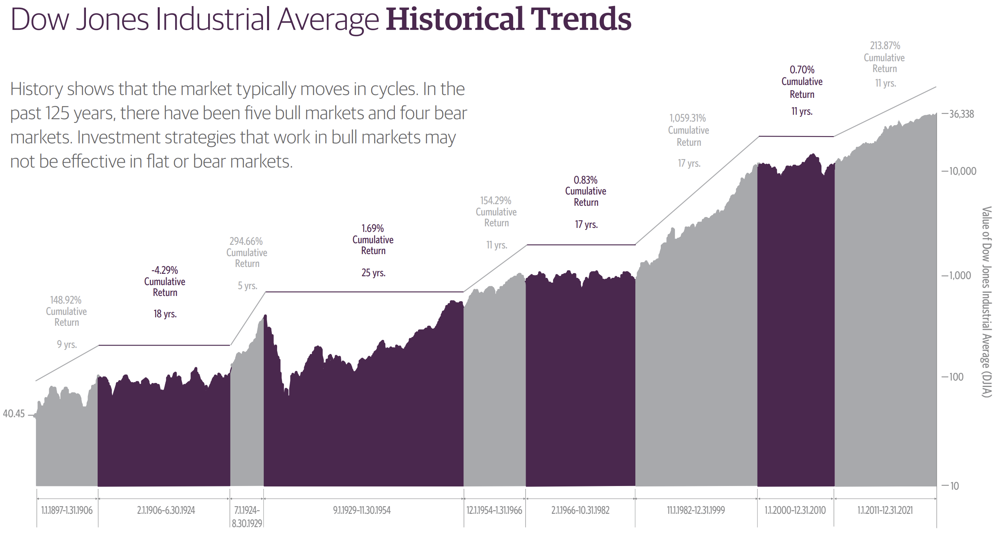 Dow Jones Industrial Average Historical Trends
History shows that the market typically moves in cycles. In the
past 125 years, there have been five bull markets and four bear
markets. Investment strategies that work in bull markets may
not be effective in flat or bear markets.
148.92%
Cumulative
Return
9 yrs.
-4.29%
Cumulative
Return
18 yrs.
294.66%
Cumulative
Return
5 yrs.
1.69%
Cumulative
Return
25 yrs.
154.29%
Cumulative
Return
11 yrs.
0.83%
Cumulative
Return
17 yrs.
1,059.31%
Cumulative
Return
17 yrs.
0.70%
Cumulative
Return
11 yrs.
213.87%
Cumulative
Return
11 yrs.
40.45
36,338
10,000
1,000
100
10
Value of Dow Jones Industrial Average (DJIA)
1.1.1897-1.31.1906
2.1.1906-6.30.1924
7.1.1924-
8.30.1929
9.1.1929-11.30.1954
12.1.1954-1.31.1966
2.1.1966-10.31.1982
11.1.1982-12.31.1999
1.1.2000-12.31.2010
1.1.2011-12.31.2021